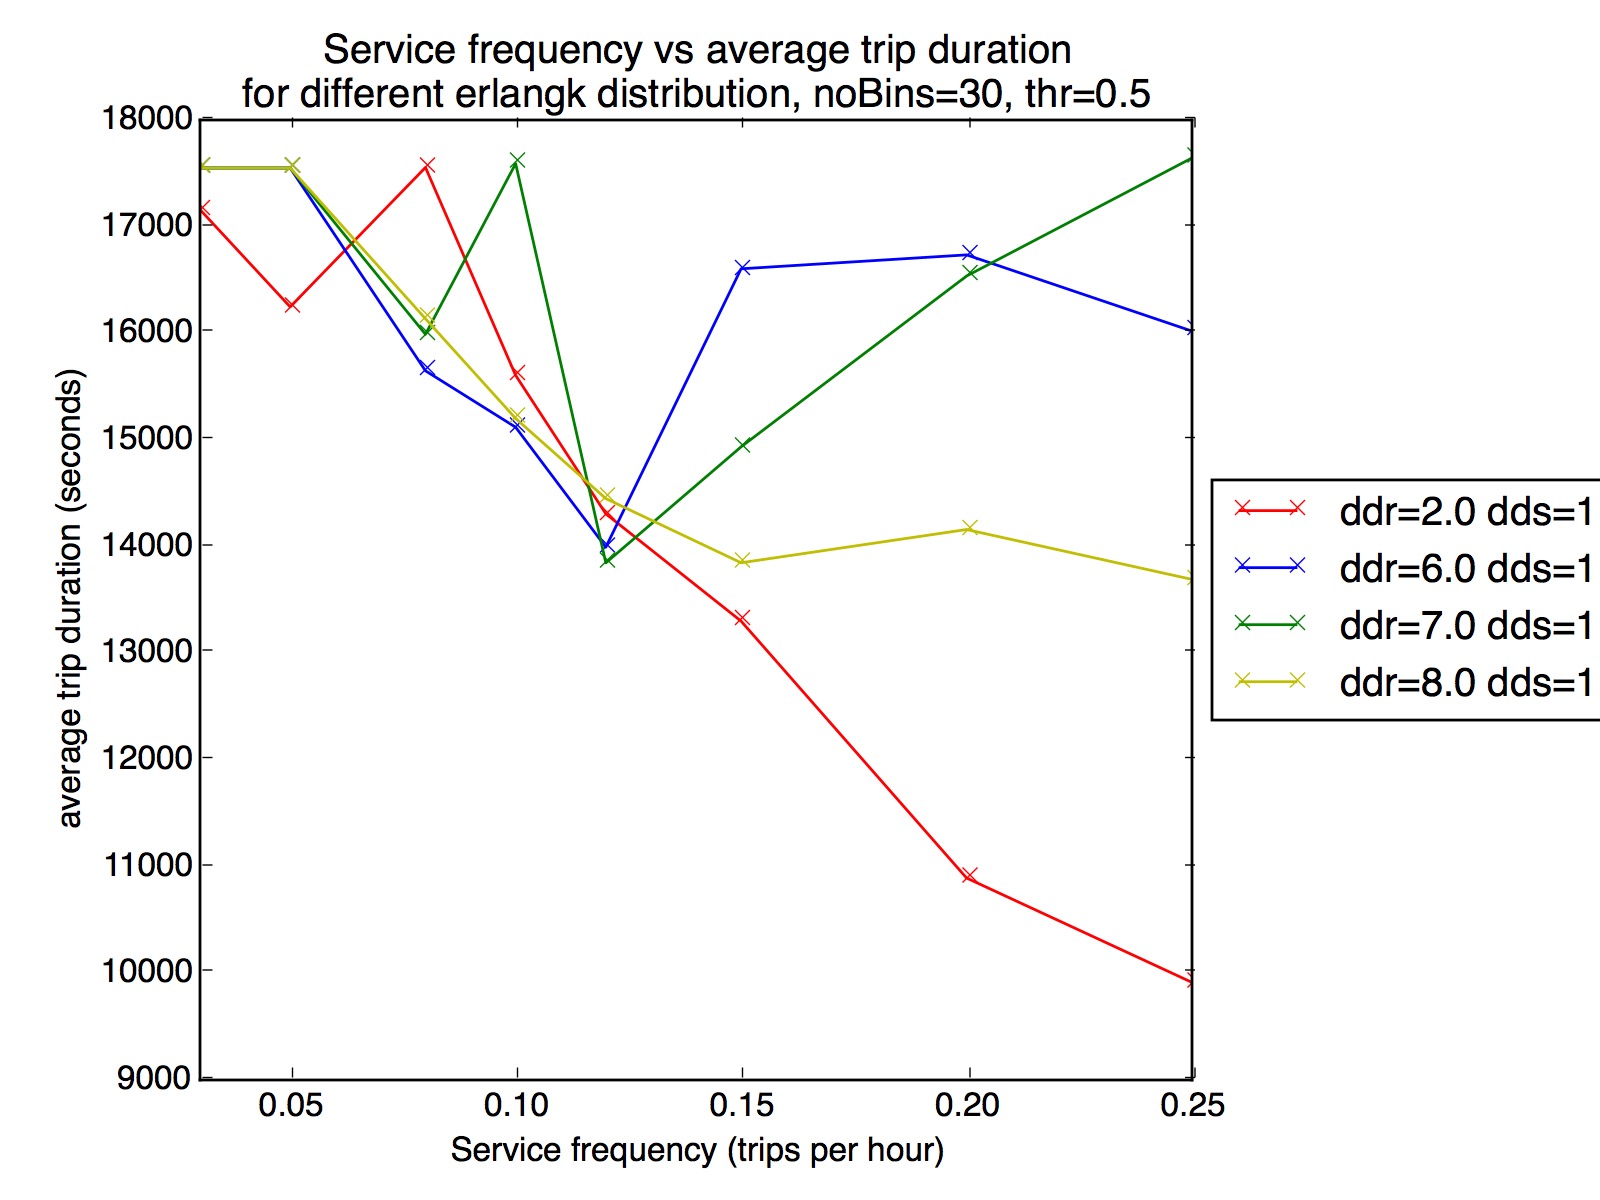 Service frequency vs average trip duration
for different erlangk distribution, noBins=30, thr=0.5
18000
17000
16000
15000
14000
13000
12000
11000
10000
9000
average trip duration (seconds)
0.05 0.10 0.15 0.20 0.25
Service frequency (trips per hour)
ddr=2.0 dds=1
ddr=6.0 dds=1
ddr=7.0 dds=1
ddr=8.0 dds=1